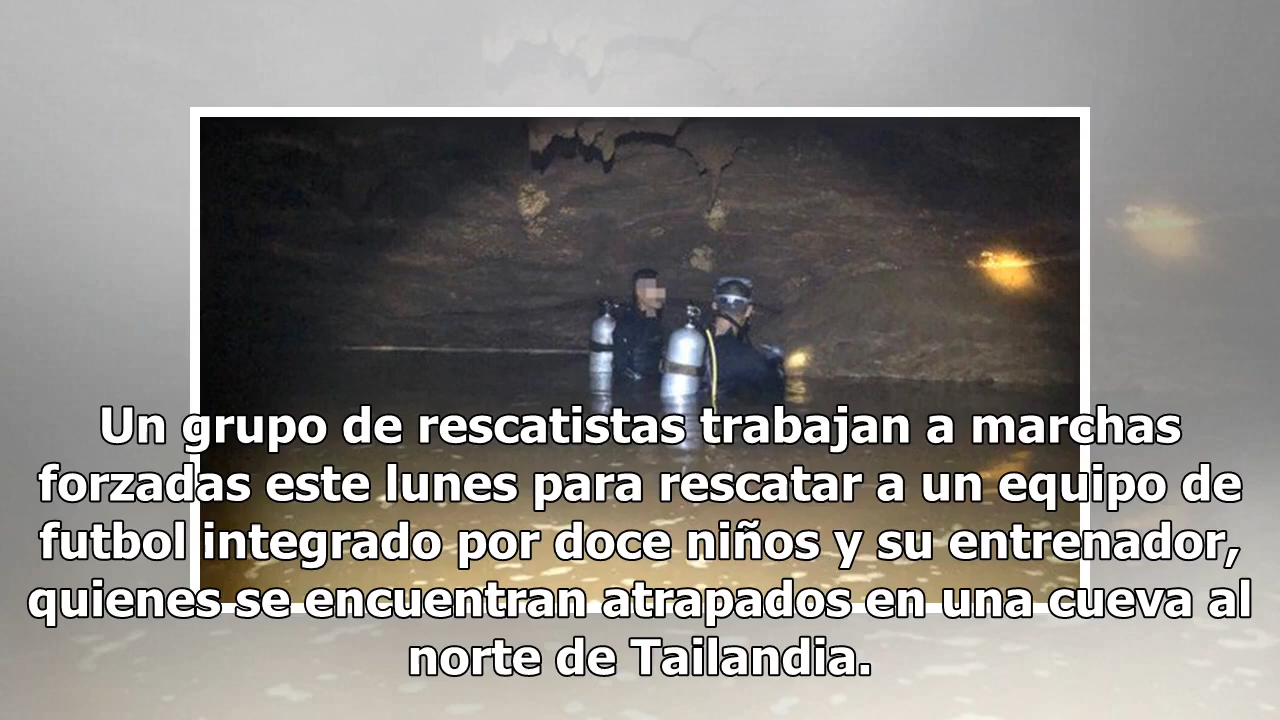 Un grupo de rescatistas trabajan a marchas
forzadas este lunes para rescatar a un equipo de
futbol integrado por doce niños y su entrenador,
quienes se encuentran atrapados en una cueva al
norte de Tailandia.